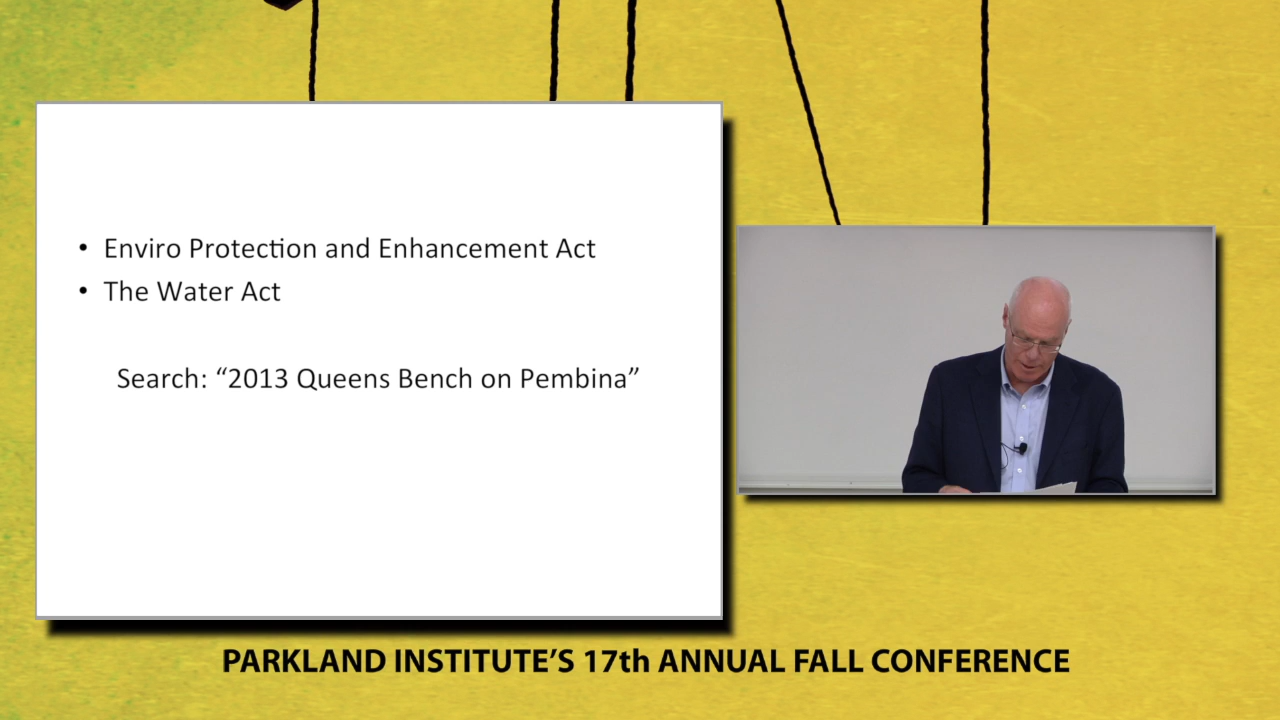 • Enviro Protection and Enhancement Act
• The Water Act
Search: “2013 Queens Bench on Pembina”
PARKLAND INSTITUTE’S 17th ANNUAL FALL CONFERENCE